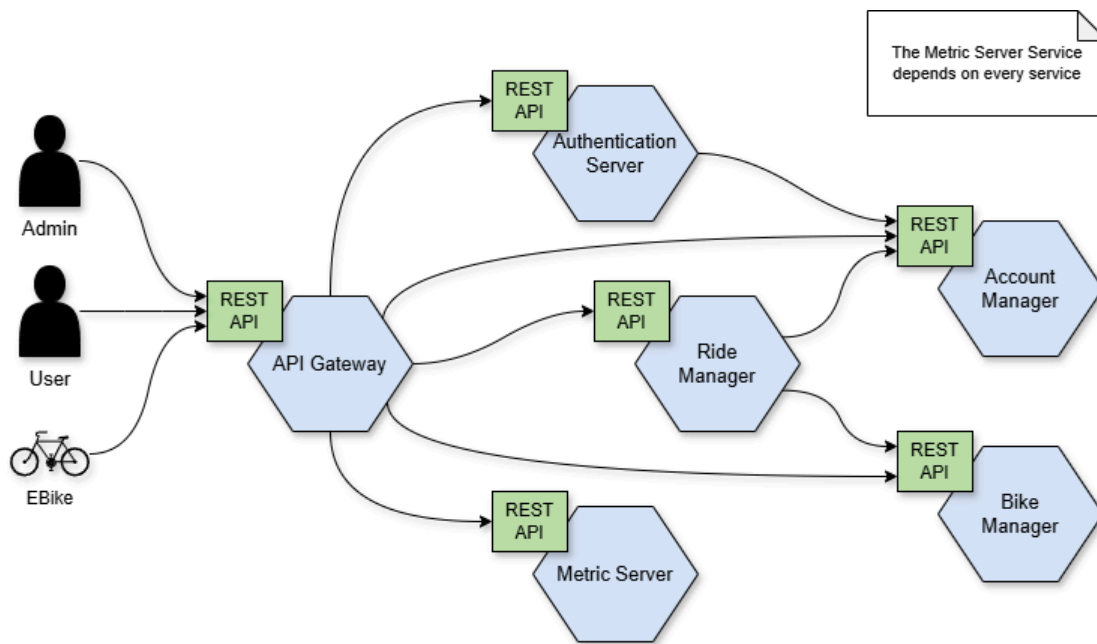 The Metric Server Service
depends on every service
REST
API
Authentication
Server
Admin
REST
API
Account
Manager
REST
API
API Gateway
User
REST
API
Ride
Manager
EBike
REST
API
Bike
Manager
REST
API
Metric Server